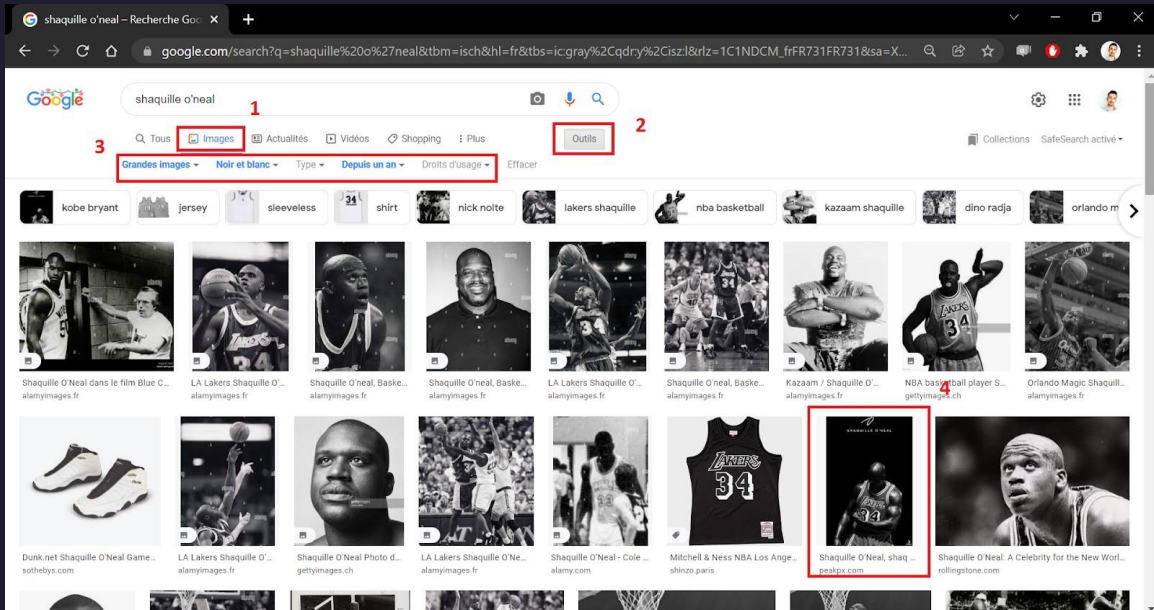 shaquille o'neal – Recherche Goo
google.com/search?q=shaquille%20o%27neal&tbm=isch&hl=fr&tbs=ic:gray%2Cqdr:y%2Cisz:l&rlz=1C1NDCM_frFR731FR731&sa=X...
Google
shaquille o'neal
1
2
Tous Images Actualités Vidéos Shopping Plus Outils Collections SafeSearch activé
3
Grandes images Noir et blanc Type Depuis un an Droits d'usage Effacer
kobe bryant jersey sleeveless shirt nick nolte lakers shaquille nba basketball kazaam shaquille dino radja orlando m
Shaquille O'Neal dans le film Blue C... LA Lakers Shaquille O'... Shaquille O'neal, Baske... Shaquille O'neal, Baske... LA Lakers Shaquille O'... Shaquille O'neal, Baske... Kazaam / Shaquille O'... NBA basketball player S... Orlando Magic Shaquill...
alamyimages.fr alamyimages.fr alamyimages.fr alamyimages.fr alamyimages.fr alamyimages.fr alamyimages.fr gettyimages.ch alamyimages.fr
4
SHAQUILLE O'NEAL
LAKERS
34
Dunk.net Shaquille O'Neal Game... LA Lakers Shaquille O'... Shaquille O'Neal Photo d... LA Lakers Shaquille O'Ne... Shaquille O'Neal - Cole ... Mitchell & Ness NBA Los Ange... Shaquille O'Neal, shaq ... Shaquille O'Neal: A Celebrity for the New Worl...
sothebys.com alamyimages.fr gettyimages.ch alamyimages.fr alamy.com shinzo.paris peakpx.com rollingstone.com